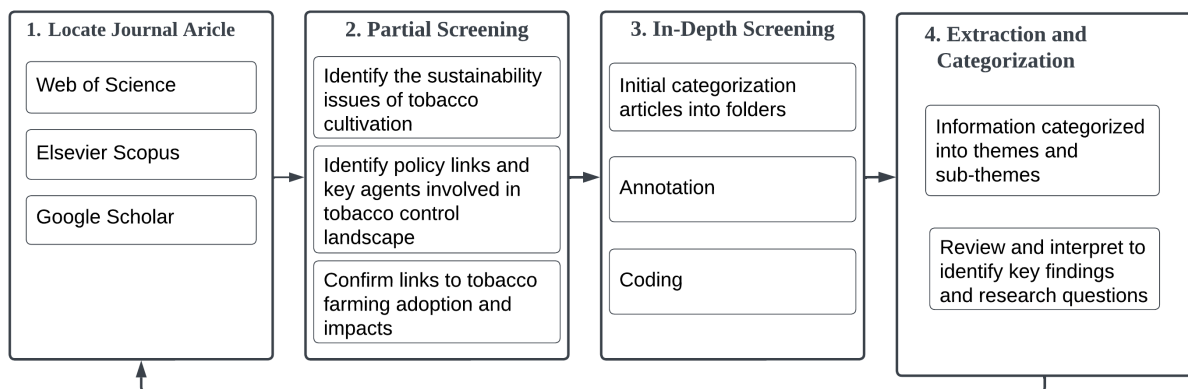 1. Locate Journal Aricle
Web of Science
Elsevier Scopus
Google Scholar
2. Partial Screening
Identify the sustainability
issues of tobacco
cultivation
Identify policy links and
key agents involved in
tobacco control
landscape
Confirm links to tobacco
farming adoption and
impacts
3. In-Depth Screening
Initial categorization
articles into folders
Annotation
Coding
4. Extraction and
Categorization
Information categorized
into themes and
sub-themes
Review and interpret to
identify key findings
and research questions